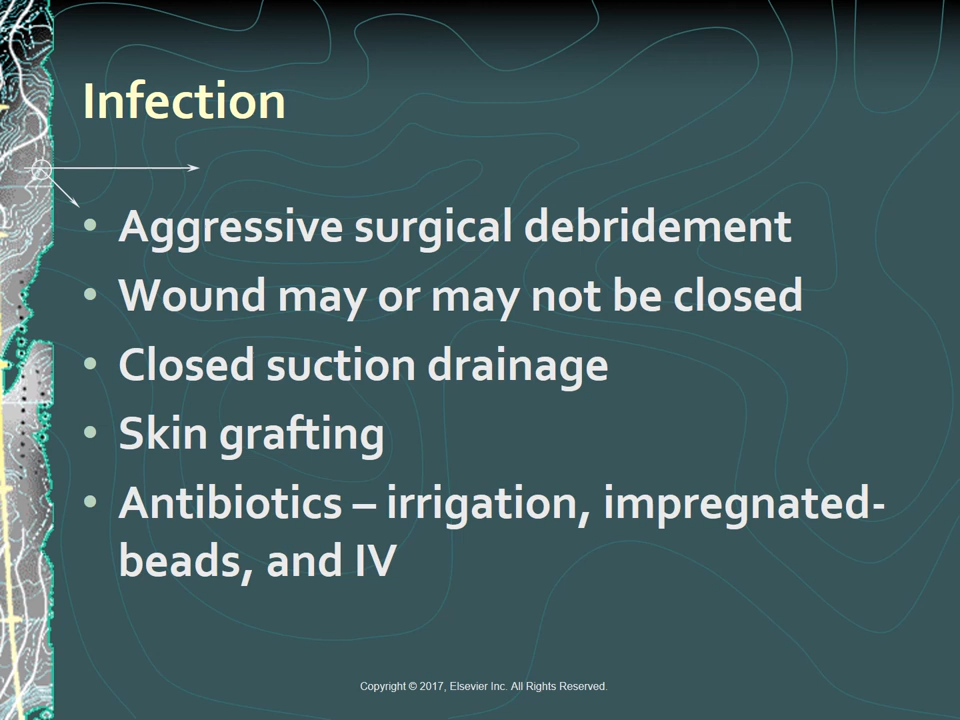 Infection
• Aggressive surgical debridement
• Wound may or may not be closed
• Closed suction drainage
• Skin grafting
• Antibiotics – irrigation, impregnated-
beads, and IV
Copyright © 2017, Elsevier Inc. All Rights Reserved.